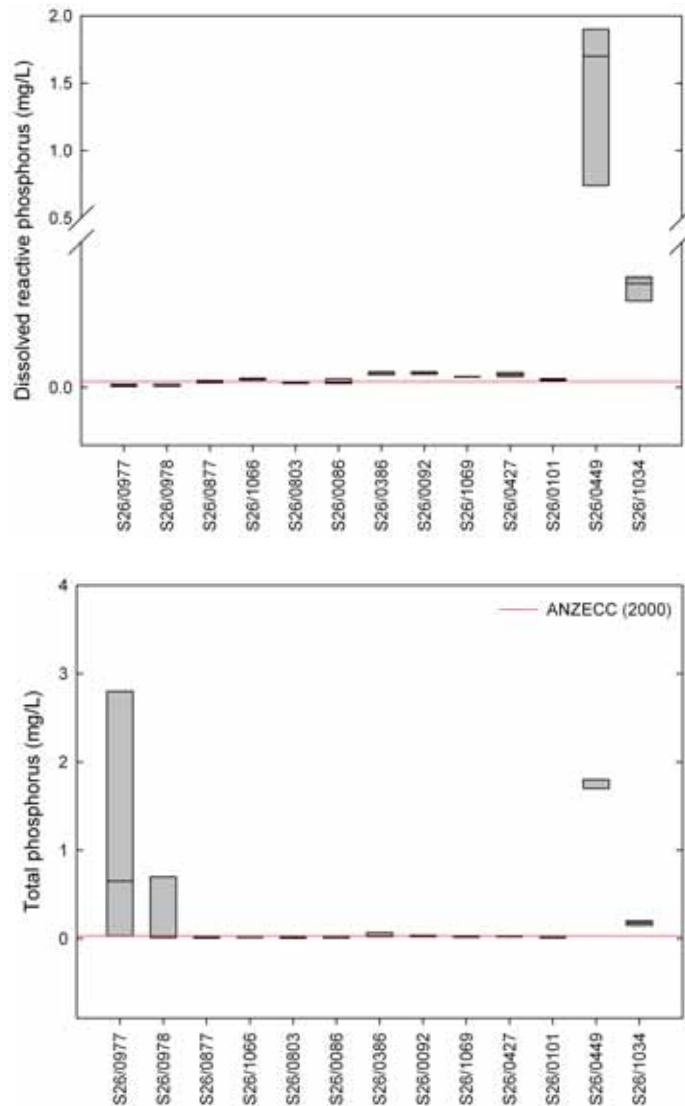 Dissolved reactive phosphorus (mg/L)
2.0
1.5
1.0
0.5
0.0
S26/0977
S26/0978
S26/0877
S26/1066
S26/0803
S26/0086
S26/0386
S26/0092
S26/1069
S26/0427
S26/0101
S26/0449
S26/1034
Total phosphorus (mg/L)
4
3
2
1
0
ANZECC (2000)
S26/0977
S26/0978
S26/0877
S26/1066
S26/0803
S26/0086
S26/0386
S26/0092
S26/1069
S26/0427
S26/0101
S26/0449
S26/1034